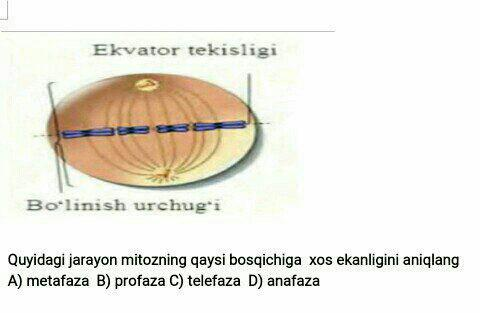 Ekvator tekisligi
Bo'linish urchug'i
Quyidagi jarayon mitozning qaysi bosqichiga xos ekanligini aniqlang
A) metafaza B) profaza C) telefaza D) anafaza